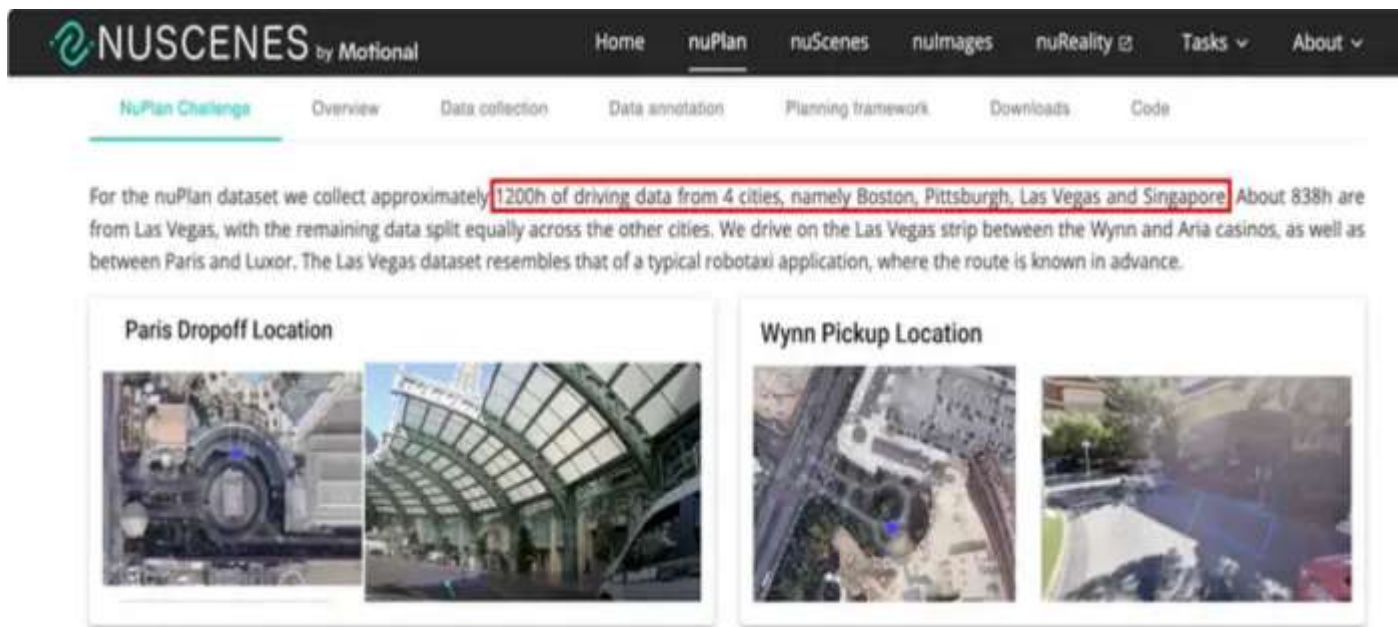 NUSCENES by Motional
Home nuPlan nuScenes nuImages nuReality Tasks About
NuPlan Challenge Overview Data collection Data annotation Planning framework Downloads Code
For the nuPlan dataset we collect approximately 1200h of driving data from 4 cities, namely Boston, Pittsburgh, Las Vegas and Singapore. About 838h are
from Las Vegas, with the remaining data split equally across the other cities. We drive on the Las Vegas strip between the Wynn and Aria casinos, as well as
between Paris and Luxor. The Las Vegas dataset resembles that of a typical robotaxi application, where the route is known in advance.
Paris Dropoff Location
Wynn Pickup Location